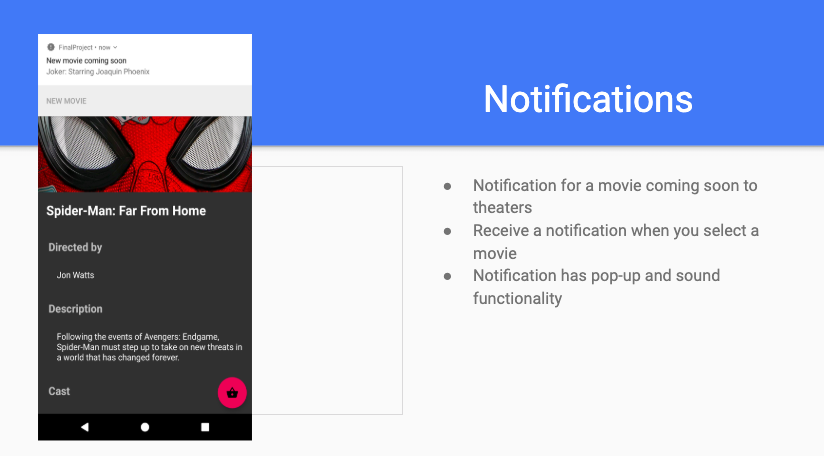 FinalProject • now
New movie coming soon
Joker: Starring Joaquin Phoenix
NEW MOVIE
Spider-Man: Far From Home
Directed by
Jon Watts
Description
Following the events of Avengers: Endgame,
Spider-Man must step up to take on new threats in
a world that has changed forever.
Cast
Notifications
● Notification for a movie coming soon to
theaters
● Receive a notification when you select a
movie
● Notification has pop-up and sound
functionality